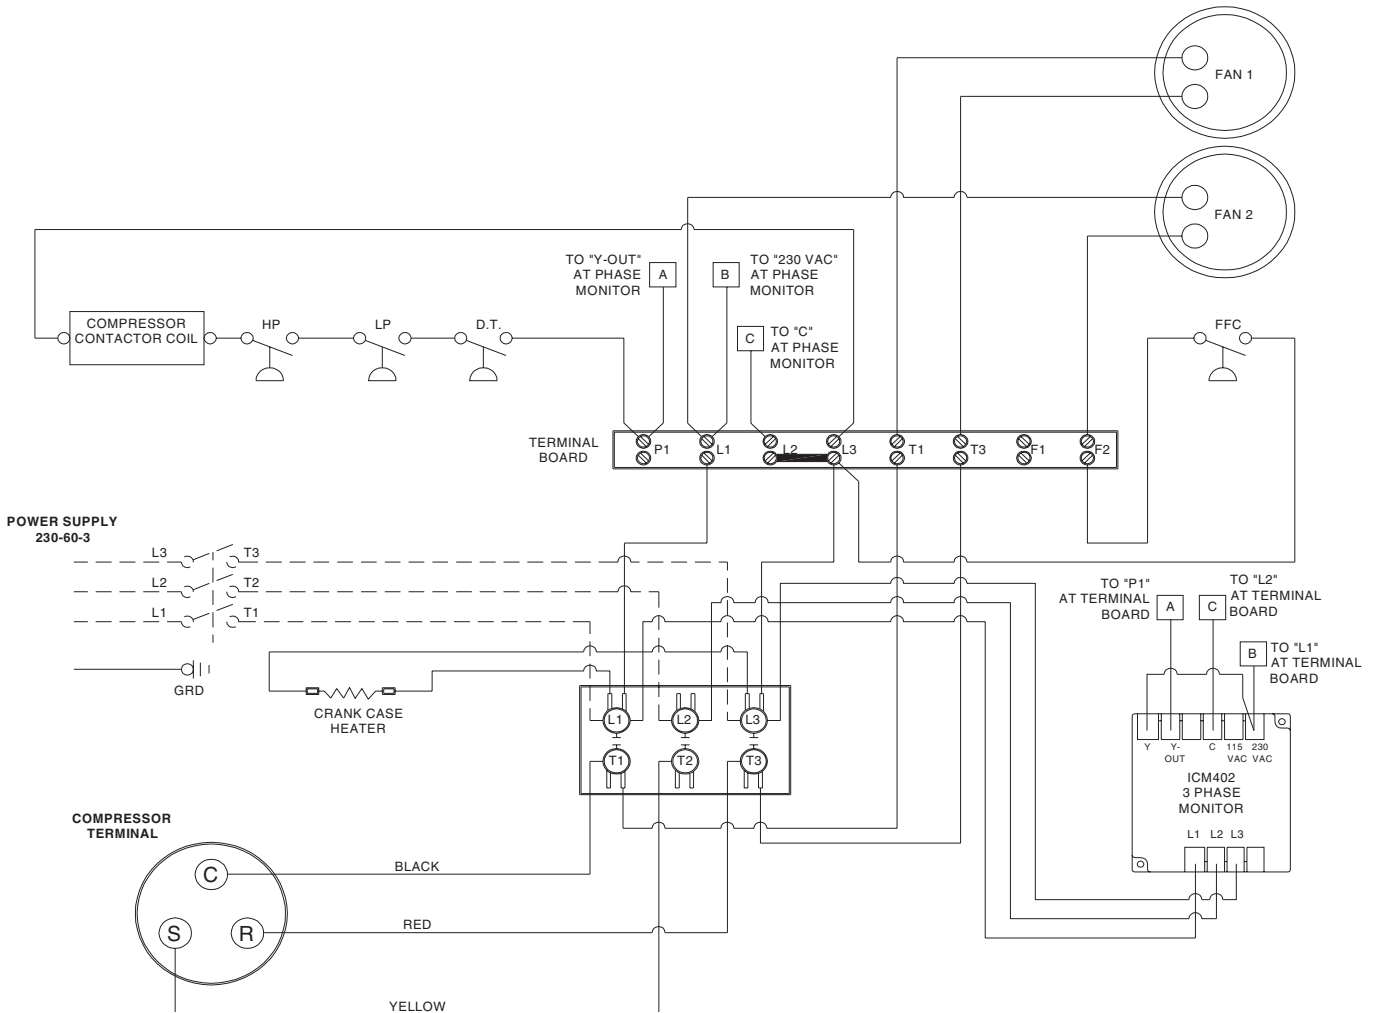 FAN 1
FAN 2
TO "Y-OUT"
AT PHASE
MONITOR
A
B
TO "230 VAC"
AT PHASE
MONITOR
C
TO "C"
AT PHASE
MONITOR
COMPRESSOR
CONTACTOR COIL
HP
LP
D.T.
FFC
TERMINAL
BOARD
P1
L1
L2
L3
T1
T3
F1
F2
POWER SUPPLY
230-60-3
L3
T3
L2
T2
L1
T1
GRD
CRANK CASE
HEATER
L1
L2
L3
T1
T2
T3
TO "P1"
AT TERMINAL
BOARD
A
C
TO "L2"
AT TERMINAL
BOARD
B
TO "L1"
AT TERMINAL
BOARD
Y
Y-
OUT
C
115
VAC
230
VAC
ICM402
3 PHASE
MONITOR
L1
L2
L3
COMPRESSOR
TERMINAL
C
S
R
BLACK
RED
YELLOW